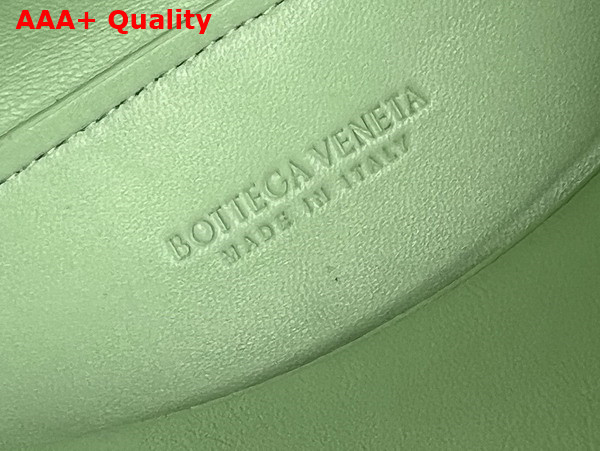 AAA+ Quality
BOTTEGA VENETA
MADE IN ITALY